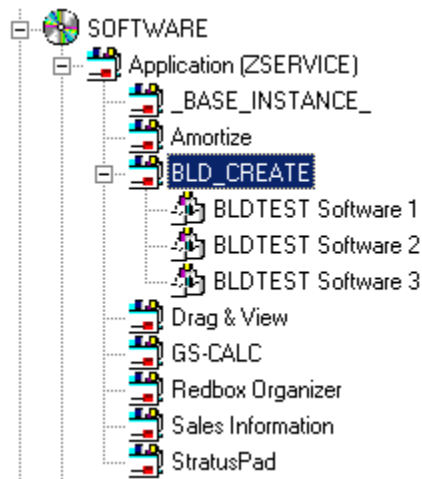 SOFTWARE
Application (ZSERVICE)
_BASE_INSTANCE_
Amortize
BLD_CREATE
BLDTEST Software 1
BLDTEST Software 2
BLDTEST Software 3
Drag & View
GS-CALC
Redbox Organizer
Sales Information
StratusPad